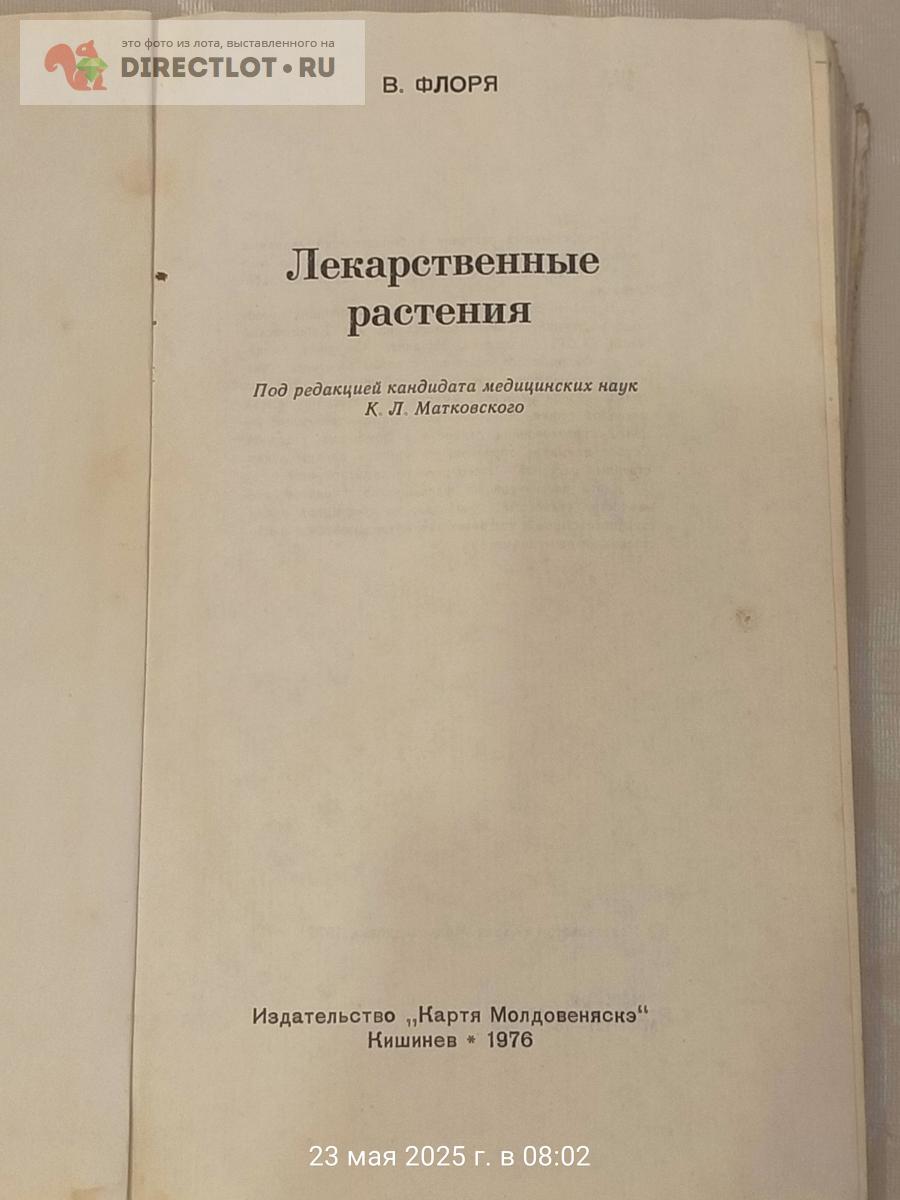 это фото из лота, выставленного на
DIRECTLOT.RU
В. ФЛОРЯ
Лекарственные
растения
Под редакцией кандидата медицинских наук
К. Л. Матковского
Издательство „Картя Молдовеняскэ“
Кишинев * 1976
23 мая 2025 г. в 08:02